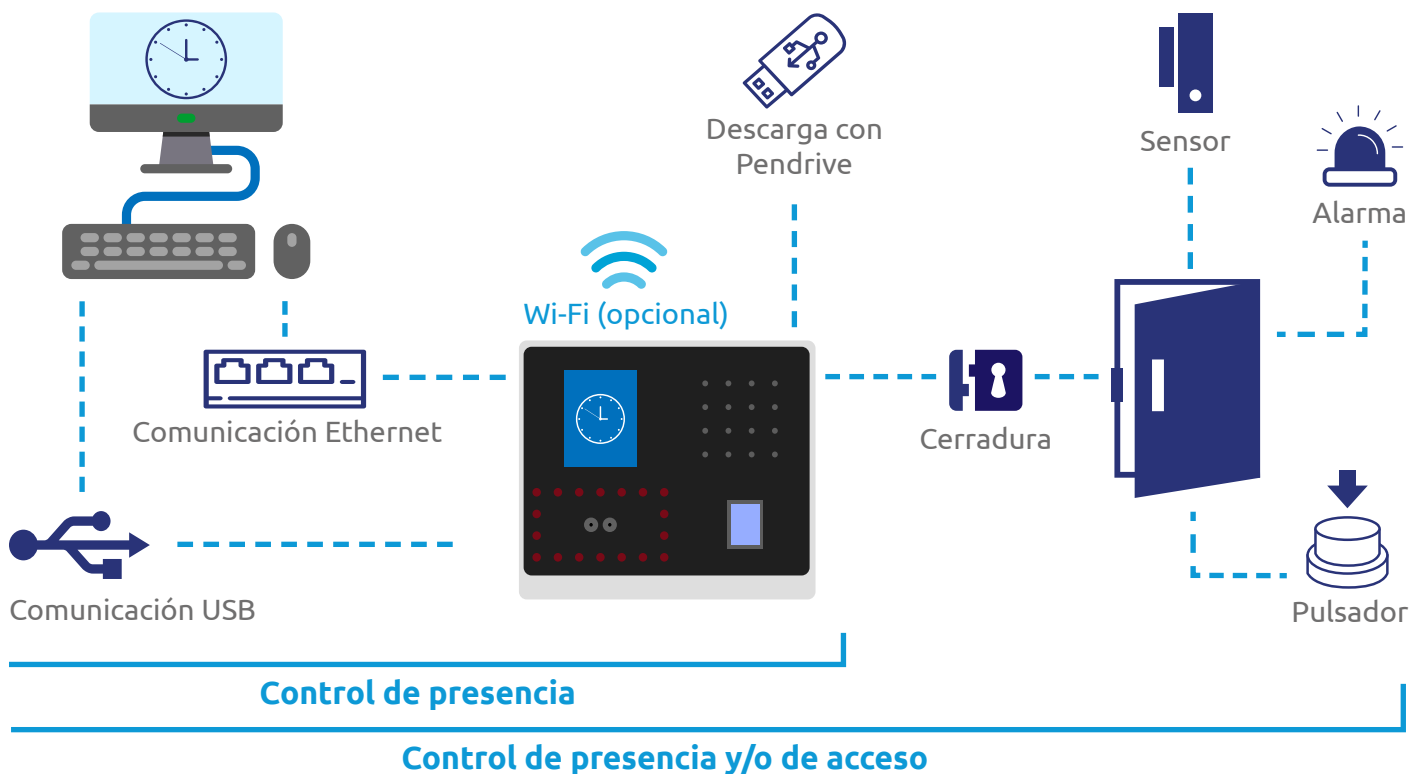 Descarga con
Pendrive
Sensor
Alarma
Wi-Fi (opcional)
Comunicación Ethernet
Cerradura
Comunicación USB
Pulsador
Control de presencia
Control de presencia y/o de acceso